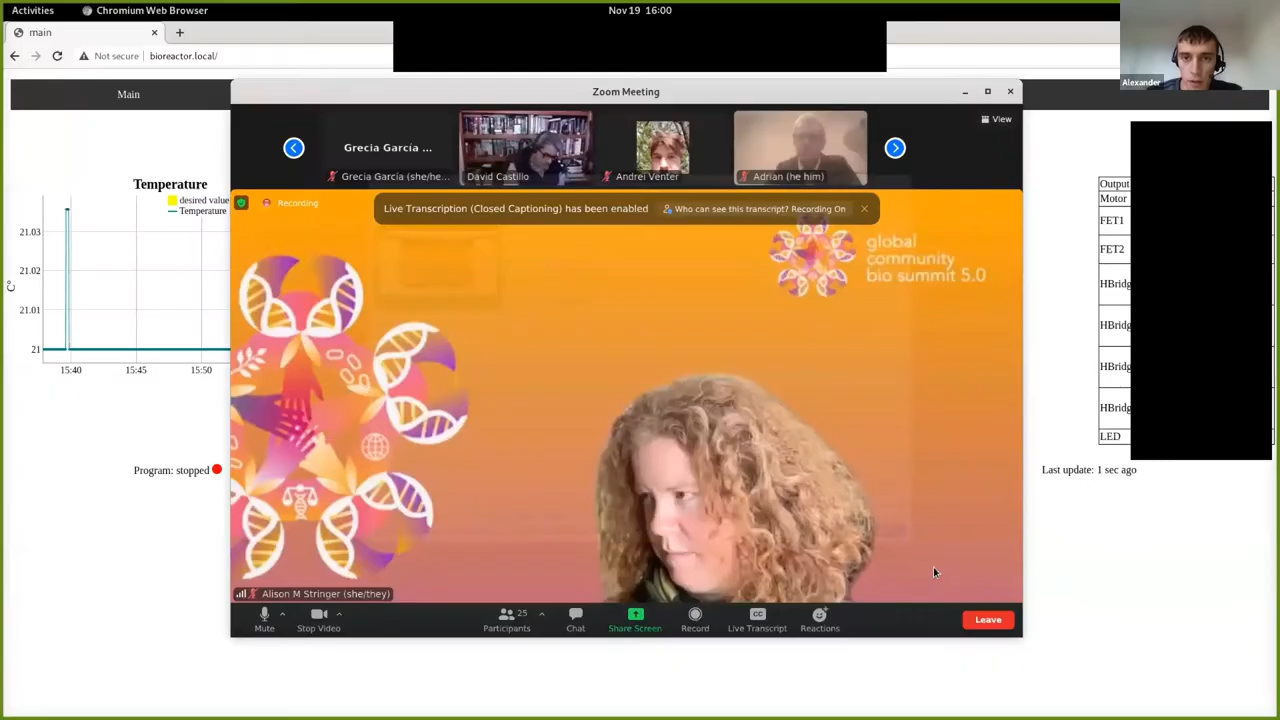 Activities
Chromium Web Browser
Nov 19 16:00
main
Not secure
bioreactor.local/
Alexander
Main
Zoom Meeting
View
Grecia García ...
Grecia García (she/he...
David Castillo
Andrei Venter
Adrian (he him)
Recording
Live Transcription (Closed Captioning) has been enabled
Who can see this transcript? Recording On
global
community
bio summit 5.0
Temperature
desired value
Temperature
C°
21.03
21.02
21.01
21
15:40
15:45
15:50
Output
Motor
FET1
FET2
HBridg
HBridg
HBridg
HBridg
LED
Program: stopped
Last update: 1 sec ago
Alison M Stringer (she/they)
Mute
Stop Video
25
Participants
Chat
Share Screen
Record
CC
Live Transcript
Reactions
Leave